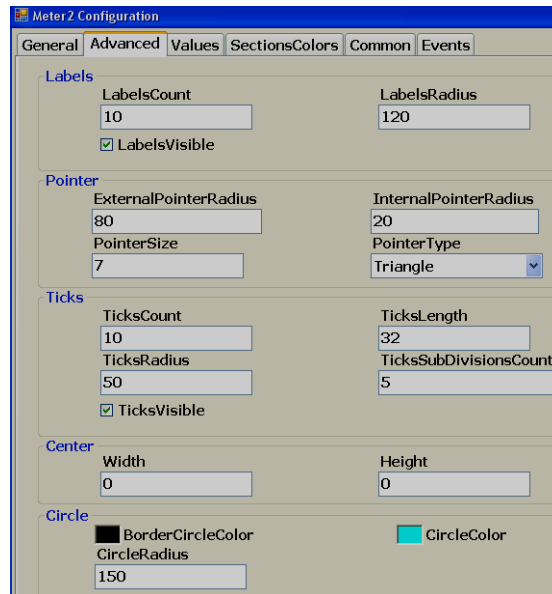 Meter2 Configuration
General Advanced Values SectionsColors Common Events
Labels
LabelsCount LabelsRadius
10 120
LabelsVisible
Pointer
ExternalPointerRadius InternalPointerRadius
80 20
PointerSize PointerType
7 Triangle
Ticks
TicksCount TicksLength
10 32
TicksRadius TicksSubDivisionsCount
50 5
TicksVisible
Center
Width Height
0 0
Circle
BorderCircleColor CircleColor
CircleRadius
150